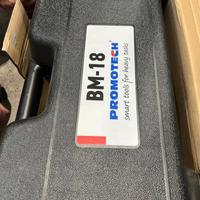 BM-18
PROMOTECH
smart tools for heavy tasks